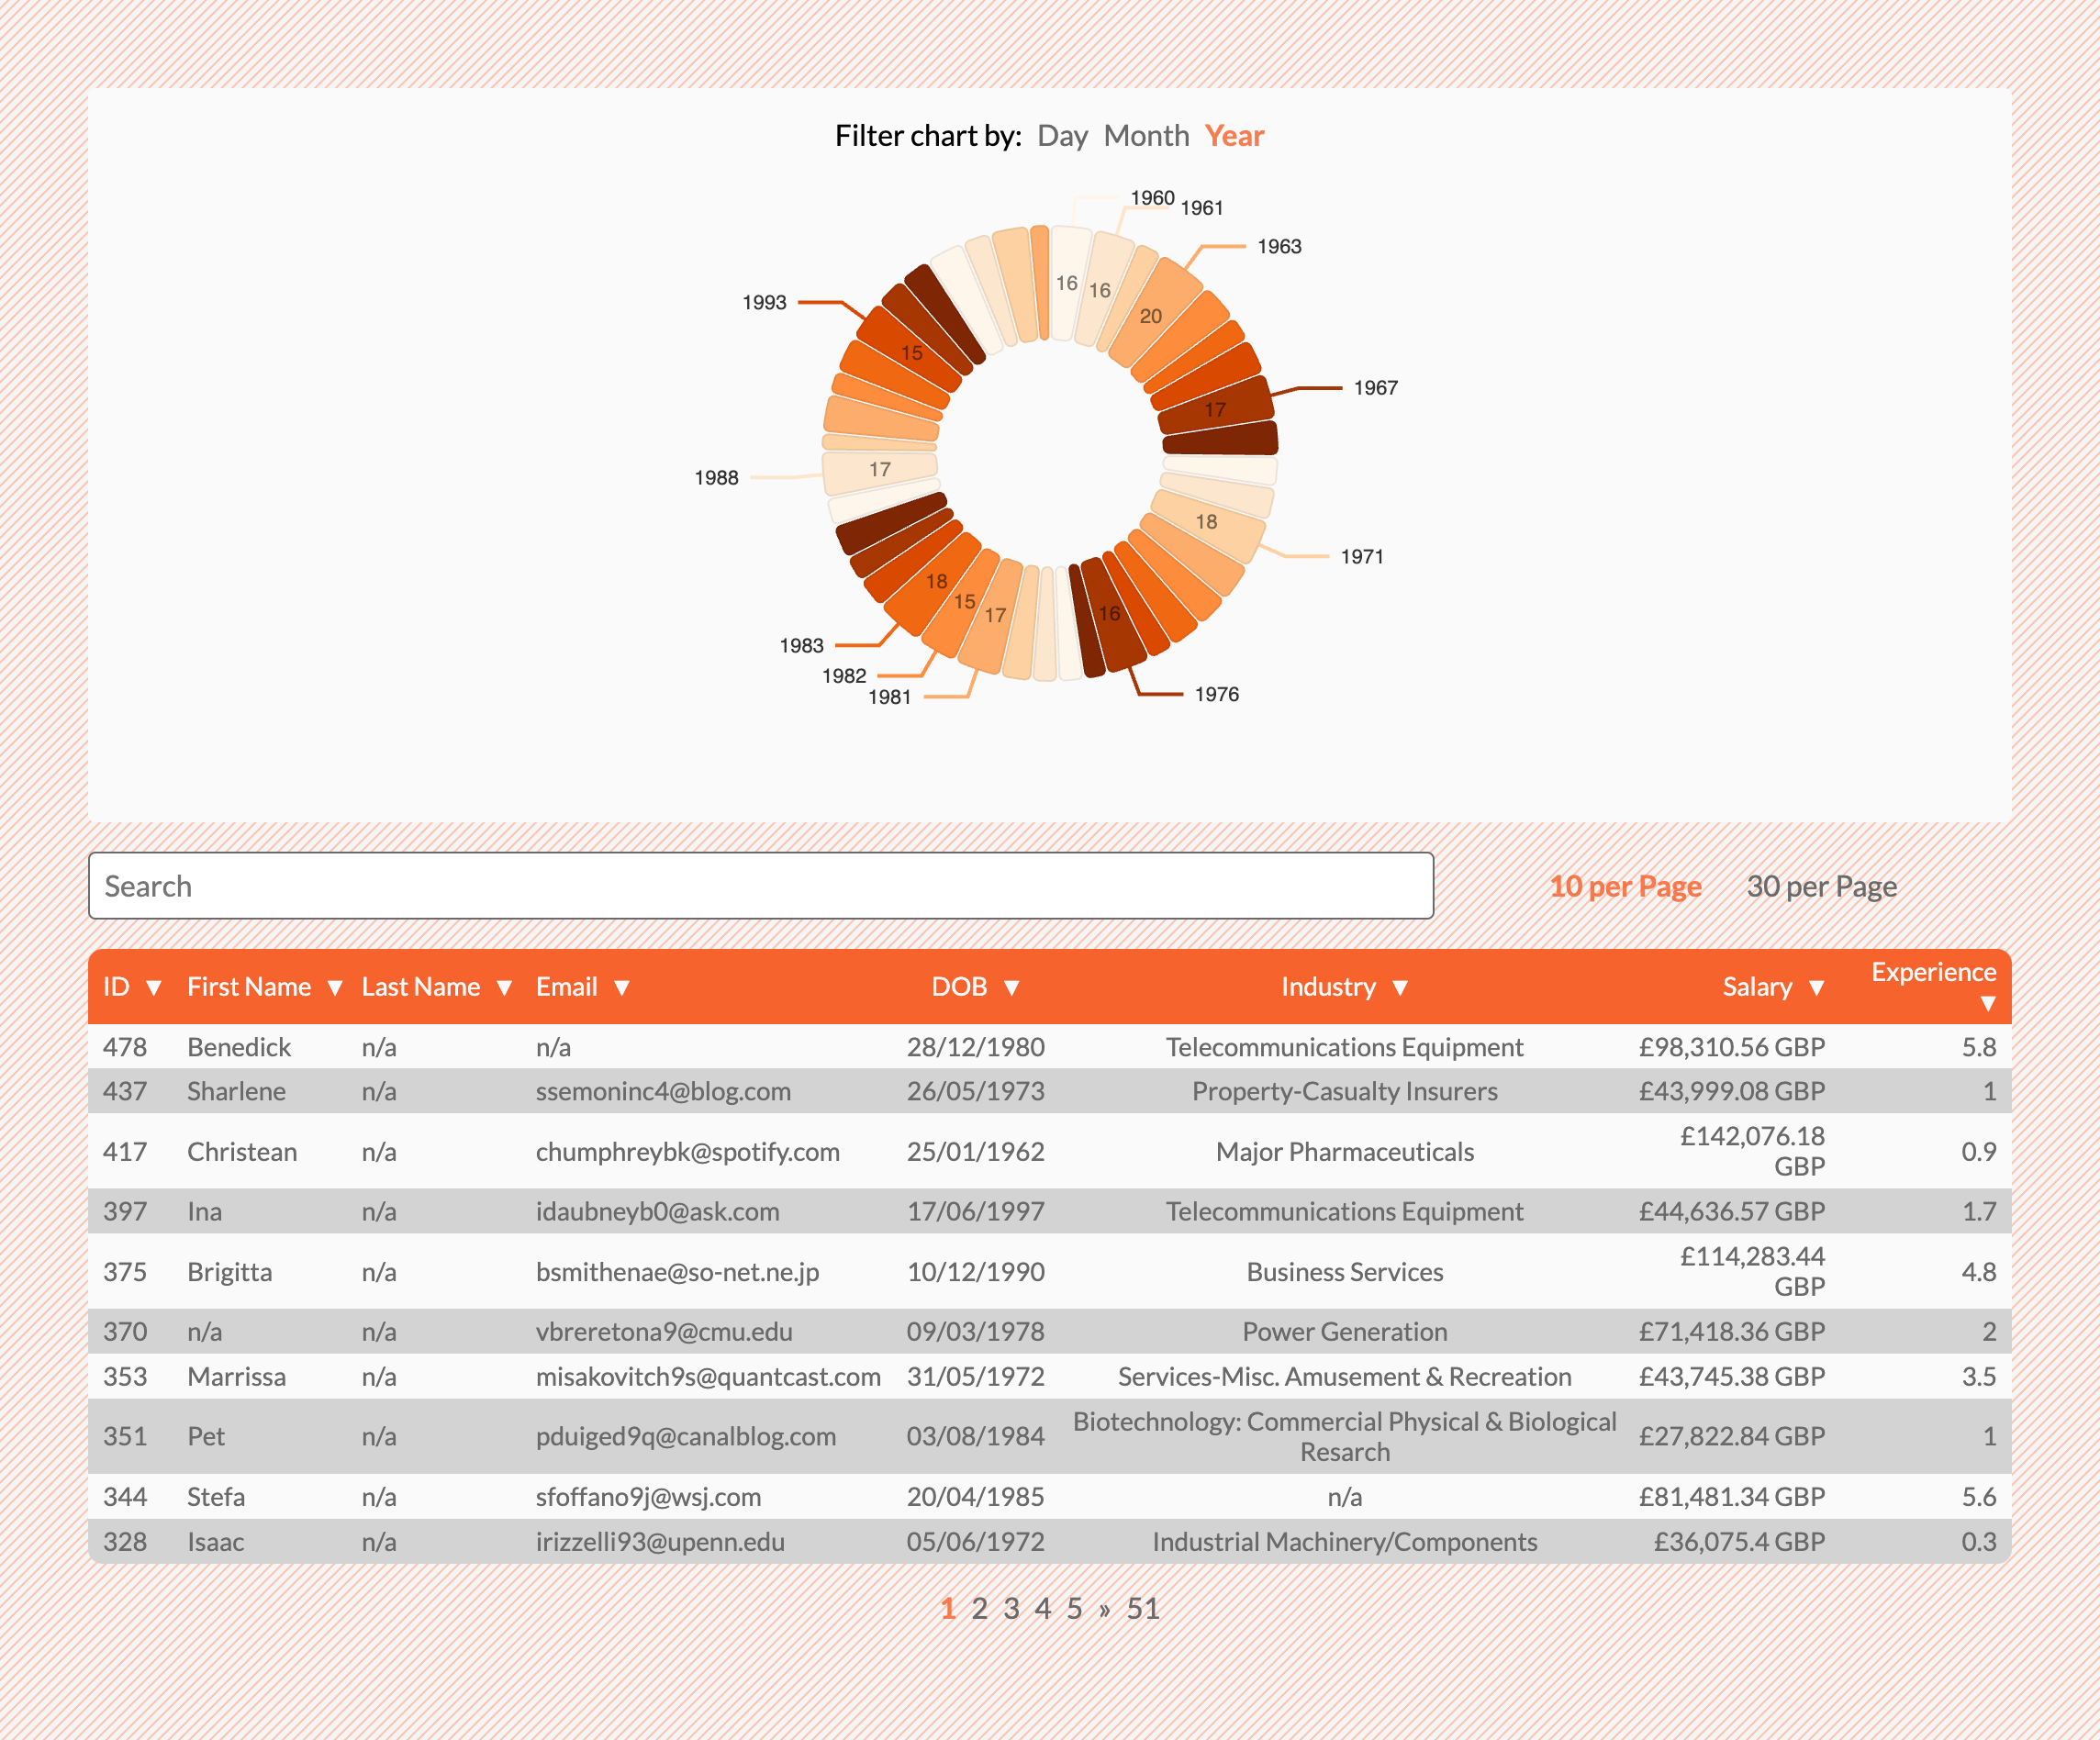 Filter chart by: Day Month Year
1960
1961
1963
1967
1971
1976
1981
1982
1983
1988
1993
16
16
20
17
18
16
17
15
18
17
15
Search
10 per Page 30 per Page
ID ▼ First Name ▼ Last Name ▼ Email ▼ DOB ▼ Industry ▼ Salary ▼ Experience ▼
478 Benedick n/a n/a 28/12/1980 Telecommunications Equipment £98,310.56 GBP 5.8
437 Sharlene n/a ssemoninc4@blog.com 26/05/1973 Property-Casualty Insurers £43,999.08 GBP 1
417 Christean n/a chumphreybk@spotify.com 25/01/1962 Major Pharmaceuticals £142,076.18 GBP 0.9
397 Ina n/a idaubneyb0@ask.com 17/06/1997 Telecommunications Equipment £44,636.57 GBP 1.7
375 Brigitta n/a bsmithenae@so-net.ne.jp 10/12/1990 Business Services £114,283.44 GBP 4.8
370 n/a n/a vbreretona9@cmu.edu 09/03/1978 Power Generation £71,418.36 GBP 2
353 Marrissa n/a misakovitch9s@quantcast.com 31/05/1972 Services-Misc. Amusement & Recreation £43,745.38 GBP 3.5
351 Pet n/a pduiged9q@canalblog.com 03/08/1984 Biotechnology: Commercial Physical & Biological Resarch £27,822.84 GBP 1
344 Stefa n/a sfoffano9j@wsj.com 20/04/1985 n/a £81,481.34 GBP 5.6
328 Isaac n/a irizzelli93@upenn.edu 05/06/1972 Industrial Machinery/Components £36,075.4 GBP 0.3
1 2 3 4 5 » 51